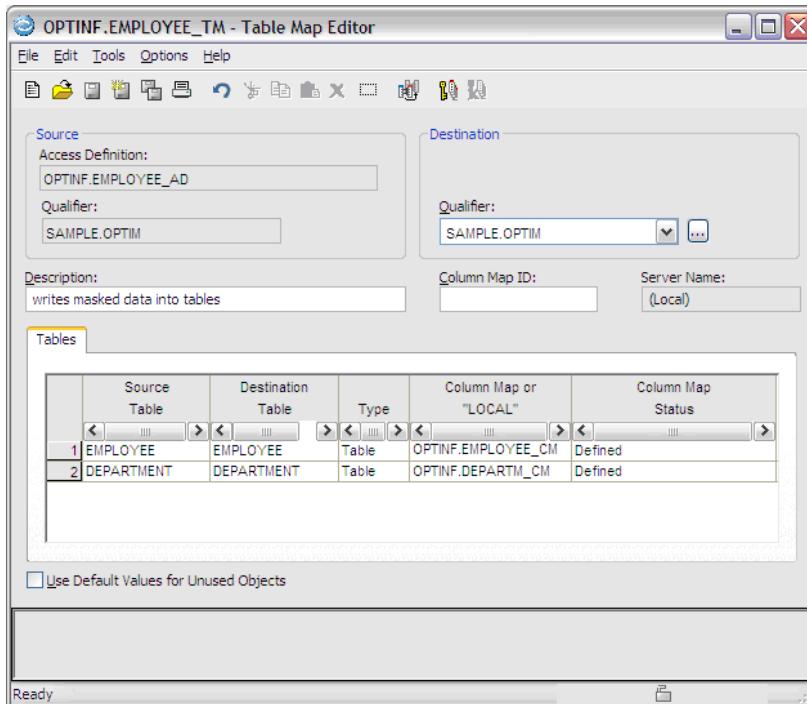 OPTINF.EMPLOYEE_TM - Table Map Editor
File Edit Tools Options Help
Source
Destination
Access Definition:
OPTINF.EMPLOYEE_AD
Qualifier:
Qualifier:
SAMPLE.OPTIM
SAMPLE.OPTIM
...
Description:
Column Map ID:
Server Name:
writes masked data into tables
(Local)
Tables
Source Table
Destination Table
Type
Column Map or "LOCAL"
Column Map Status
1 EMPLOYEE EMPLOYEE Table OPTINF.EMPLOYEE_CM Defined
2 DEPARTMENT DEPARTMENT Table OPTINF.DEPARTM_CM Defined
Use Default Values for Unused Objects
Ready